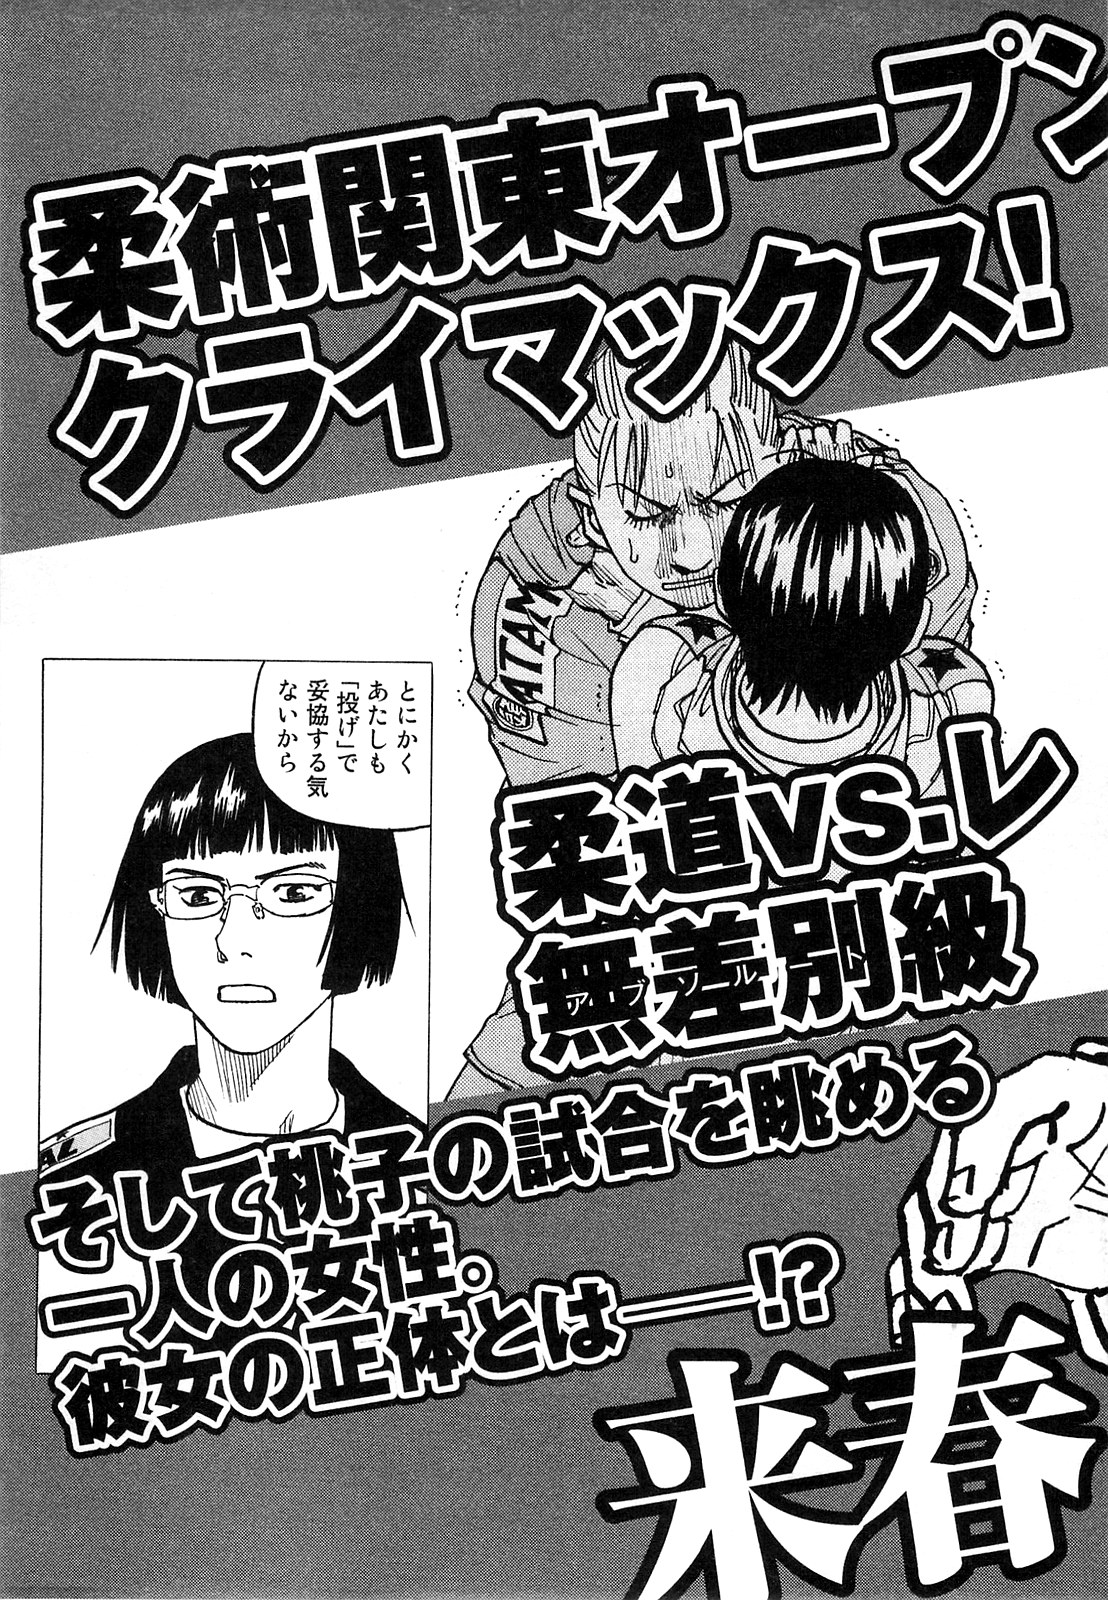 柔術関東オープン
クライマックス!
ATAM
とにかく
あたしも
「投げ」で
妥協する気
ないから
柔道vs.レ
無差別級
アブソルート
そして桃子の試合を眺める
一人の女性。
彼女の正体とは──!?
来春